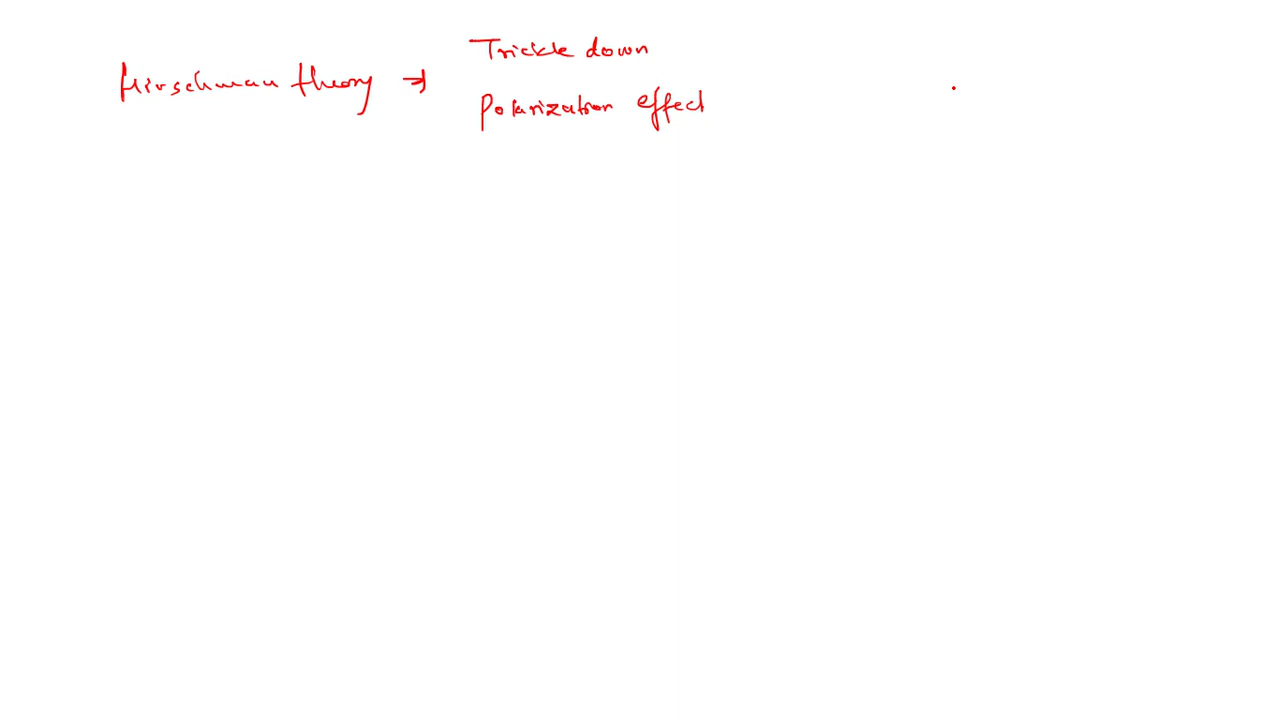 Hirschman theory →
Trickle down
Polarization effect